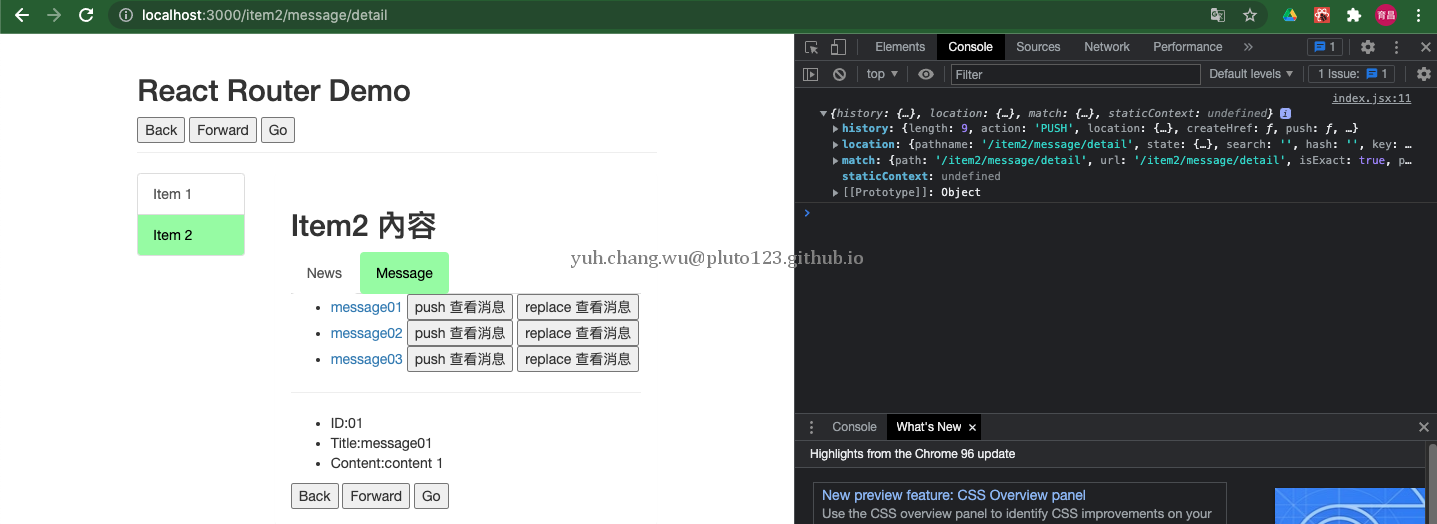 localhost:3000/item2/message/detail
育昌
React Router Demo
Back Forward Go
Item 1
Item 2
Item2 內容
News Message
message01 push 查看消息 replace 查看消息
message02 push 查看消息 replace 查看消息
message03 push 查看消息 replace 查看消息
ID:01
Title:message01
Content:content 1
Back Forward Go
yuh.chang.wu@pluto123.github.io
Elements Console Sources Network Performance » 1
top Filter Default levels 1 Issue: 1
index.jsx:11
{history: {…}, location: {…}, match: {…}, staticContext: undefined} i
history: {length: 9, action: 'PUSH', location: {…}, createHref: ƒ, push: ƒ, …}
location: {pathname: '/item2/message/detail', state: {…}, search: '', hash: '', key: …
match: {path: '/item2/message/detail', url: '/item2/message/detail', isExact: true, p…
staticContext: undefined
[[Prototype]]: Object
Console What's New
Highlights from the Chrome 96 update
New preview feature: CSS Overview panel
Use the CSS overview panel to identify CSS improvements on your